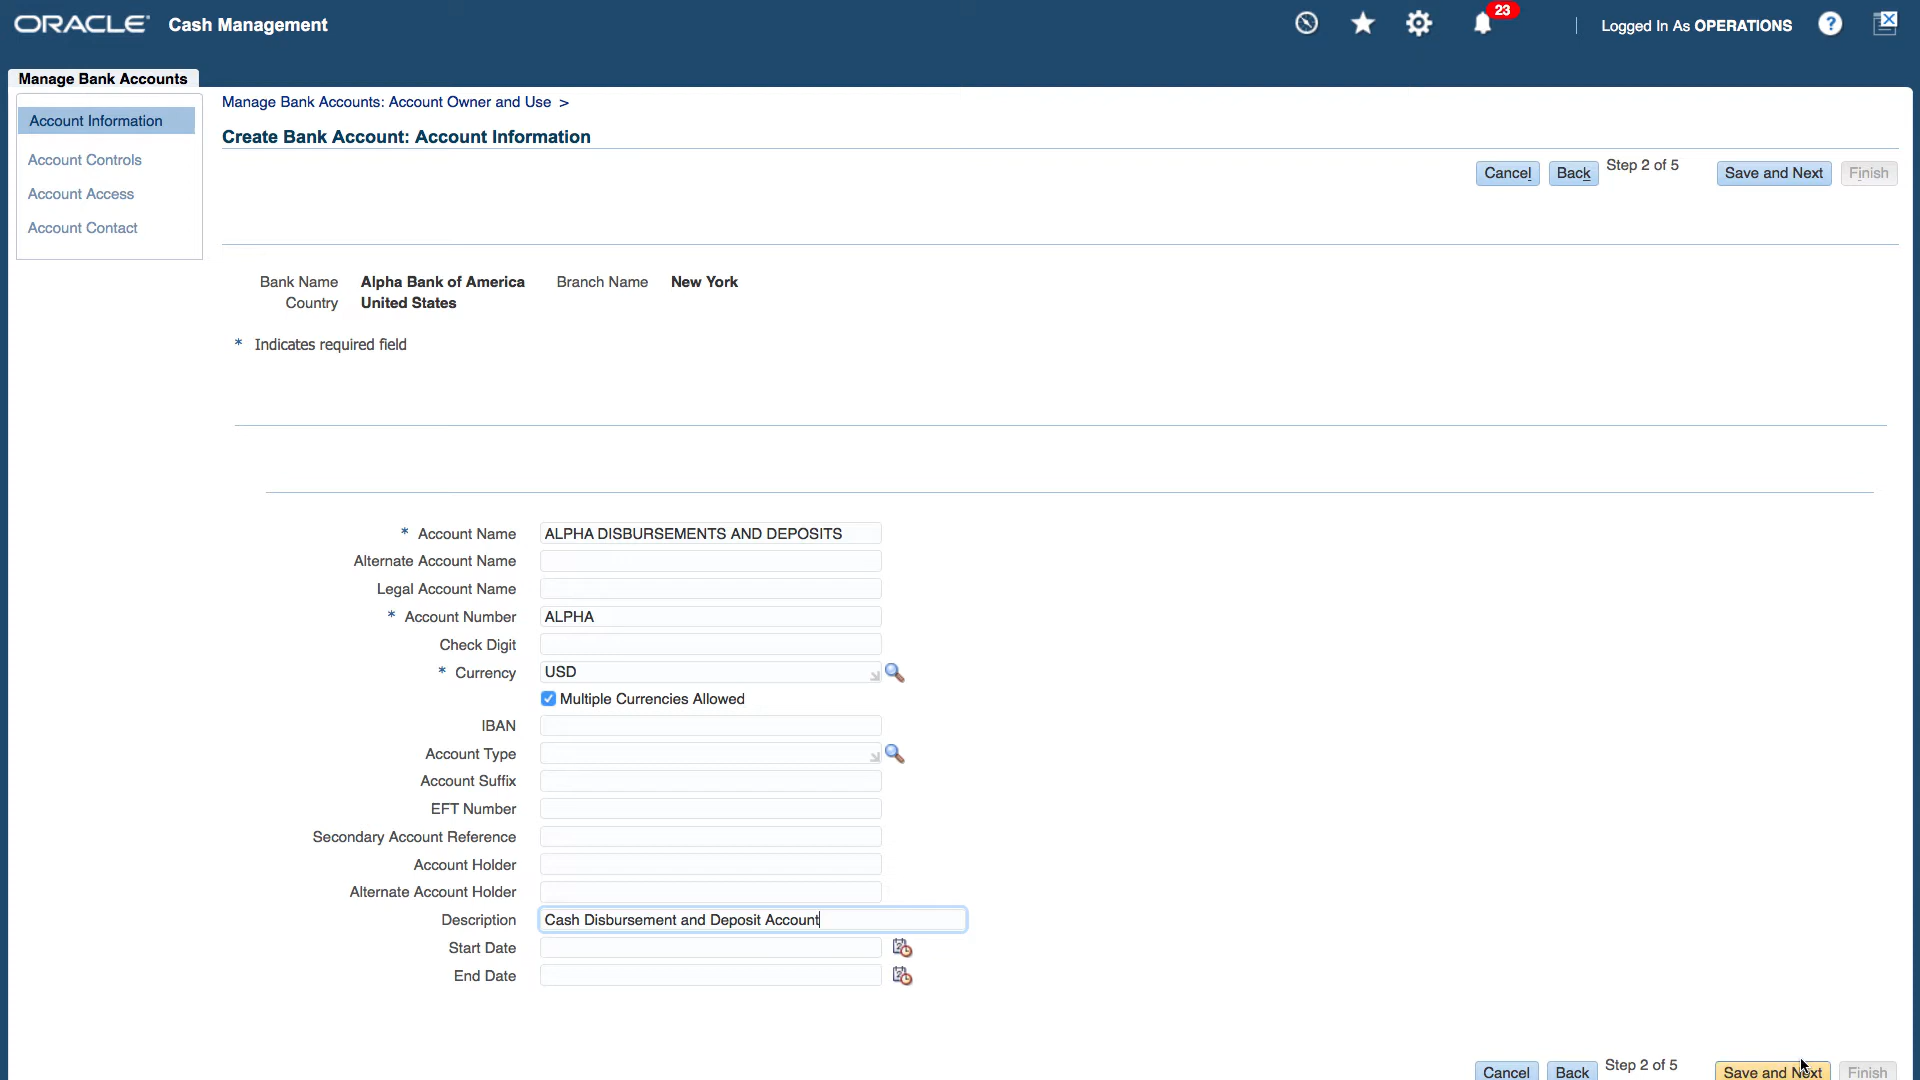 ORACLE® Cash Management
23
Logged In As OPERATIONS
Manage Bank Accounts
Account Information
Account Controls
Account Access
Account Contact
Manage Bank Accounts: Account Owner and Use >
Create Bank Account: Account Information
Cancel Back Step 2 of 5 Save and Next Finish
Bank Name Alpha Bank of America Branch Name New York
Country United States
* Indicates required field
* Account Name ALPHA DISBURSEMENTS AND DEPOSITS
Alternate Account Name
Legal Account Name
* Account Number ALPHA
Check Digit
* Currency USD
Multiple Currencies Allowed
IBAN
Account Type
Account Suffix
EFT Number
Secondary Account Reference
Account Holder
Alternate Account Holder
Description Cash Disbursement and Deposit Account
Start Date
End Date
Cancel Back Step 2 of 5 Save and Next Finish